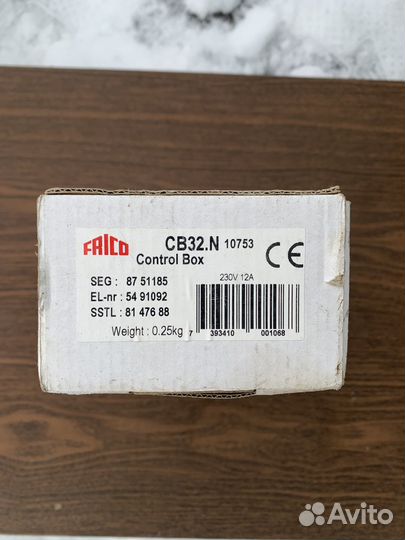 FRICO CB32.N 10753
Control Box
CE
230V 12A
SEG : 87 51185
EL-nr : 54 91092
SSTL : 81 476 88
Weight : 0.25kg
7 393410 001068
Avito